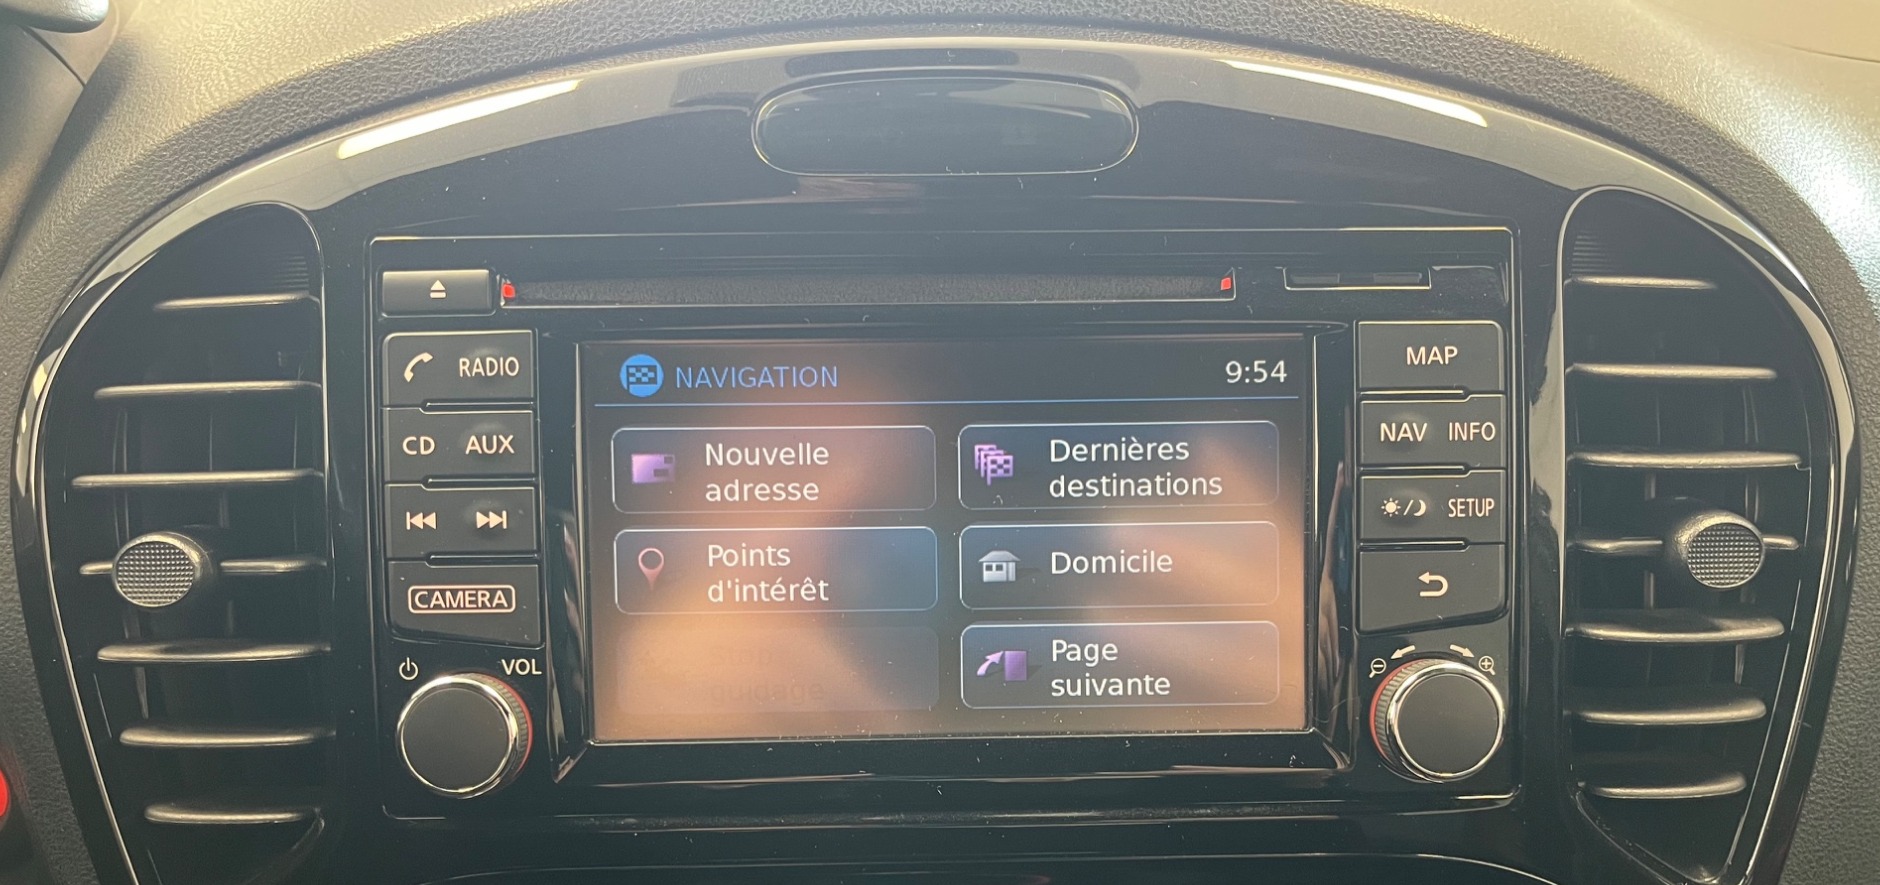 RADIO
CD AUX
CAMERA
VOL
NAVIGATION 9:54
Nouvelle
adresse
Dernières
destinations
Points
d'intérêt
Domicile
guidage
Page
suivante
MAP
NAV INFO
SETUP